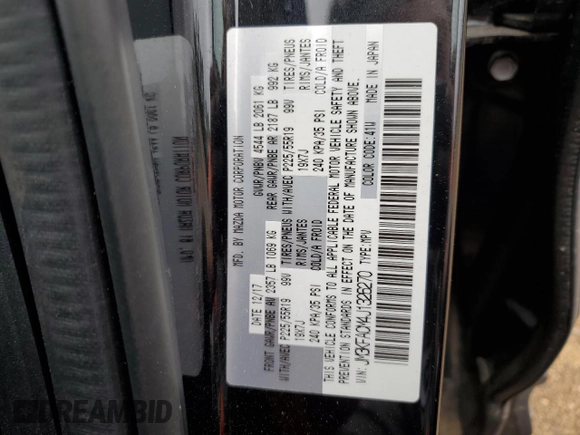 MFD. BY MAZDA MOTOR CORPORATION
DATE 12/17 GVWR/PNBV 4544 LB 2061 KG
FRONT GAWR/PNBE AV 2357 LB 1069 KG REAR GAWR/PNBE AR 2187 LB 992 KG
WITH/AVEC P225/55R19 99V TIRES/PNEUS WITH/AVEC P225/55R19 99V TIRES/PNEUS
19X7J RIMS/JANTES 19X7J RIMS/JANTES
240 KPA/35 PSI COLD/A FROID 240 KPA/35 PSI COLD/A FROID
THIS VEHICLE CONFORMS TO ALL APPLICABLE FEDERAL MOTOR VEHICLE SAFETY AND THEFT
PREVENTION STANDARDS IN EFFECT ON THE DATE OF MANUFACTURE SHOWN ABOVE.
COLOR CODE:41W MADE IN JAPAN
VIN: JM3KFACM4J1326270 TYPE:MPV
DREAMBID